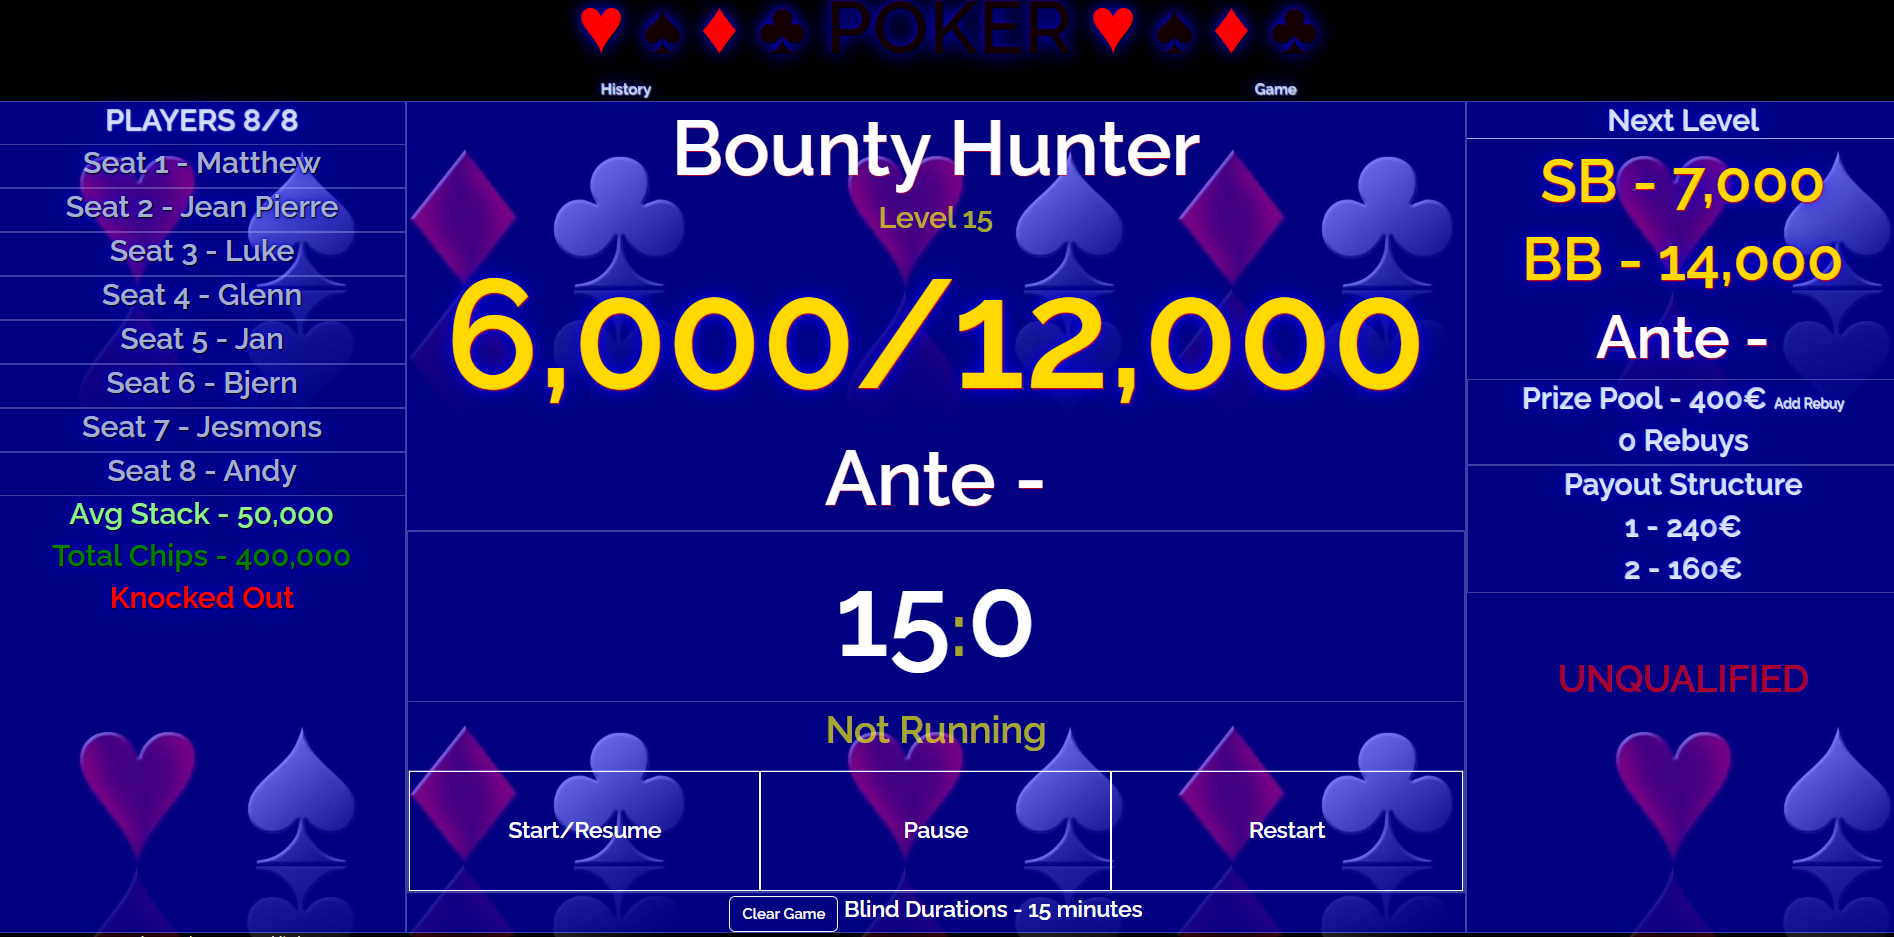 ♥ ♠ ♦ ♣ POKER ♥ ♠ ♦ ♣
History
Game
PLAYERS 8/8
Seat 1 - Matthew
Seat 2 - Jean Pierre
Seat 3 - Luke
Seat 4 - Glenn
Seat 5 - Jan
Seat 6 - Bjern
Seat 7 - Jesmons
Seat 8 - Andy
Avg Stack - 50,000
Total Chips - 400,000
Knocked Out
Bounty Hunter
Level 15
6,000/12,000
Ante -
15:0
Not Running
Start/Resume
Pause
Restart
Clear Game Blind Durations - 15 minutes
Next Level
SB - 7,000
BB - 14,000
Ante -
Prize Pool - 400€ Add Rebuy
0 Rebuys
Payout Structure
1 - 240€
2 - 160€
UNQUALIFIED